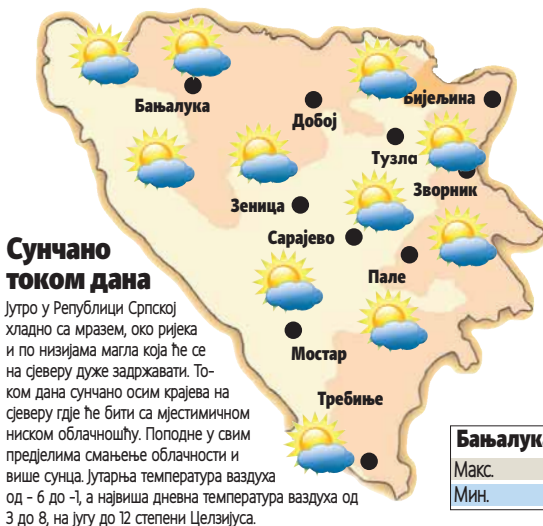 Бањалука
Добој
Бијељина
Тузла
Зворник
Зеница
Сарајево
Пале
Мостар
Требиње
Сунчано
током дана
Јутро у Републици Српској
хладно са мразем, око ријека
и по низијама магла која ће се
на сјеверу дуже задржавати. То-
ком дана сунчано осим крајева на
сјеверу гдје ће бити са мјестимичном
ниском облачношћу. Поподне у свим
предјелима смањење облачности и
више сунца. Јутарња температура ваздуха
од - 6 до -1, а највиша дневна температура ваздуха од
3 до 8, на југу до 12 степени Целзијуса.
Бањалука
Макс.
Мин.